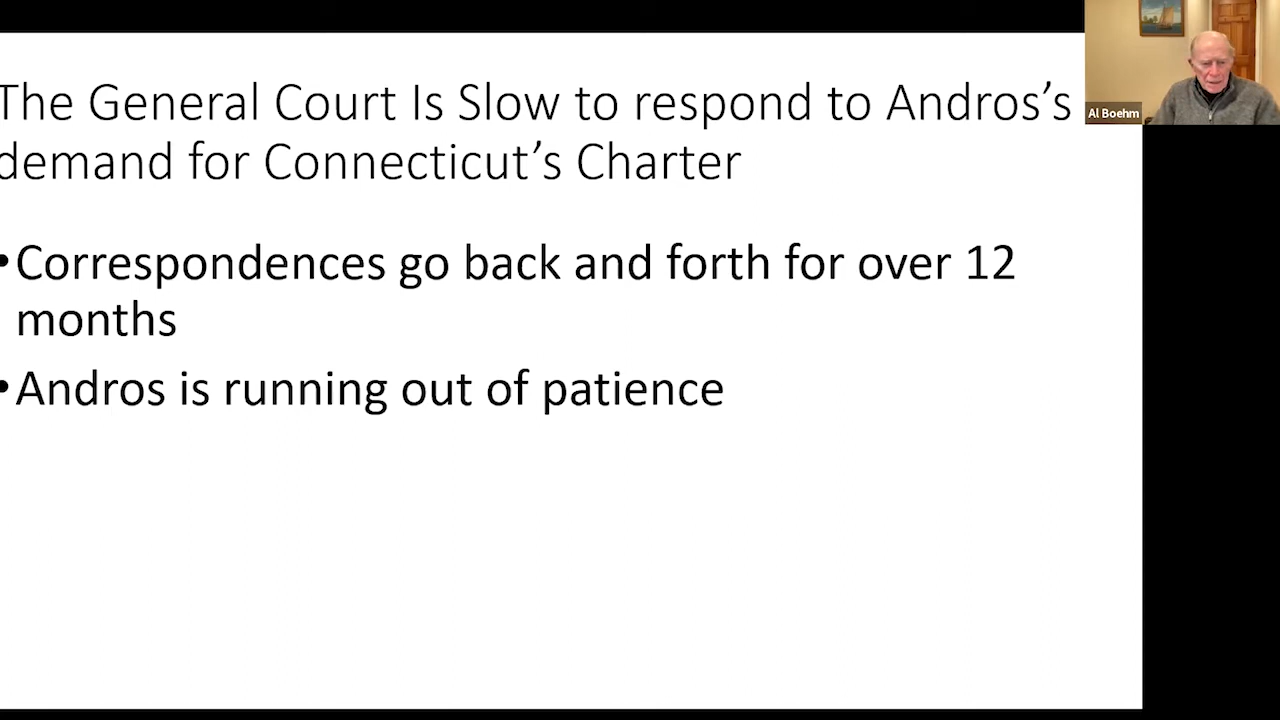 The General Court Is Slow to respond to Andros's
demand for Connecticut's Charter
•Correspondences go back and forth for over 12
months
•Andros is running out of patience
Al Boehm